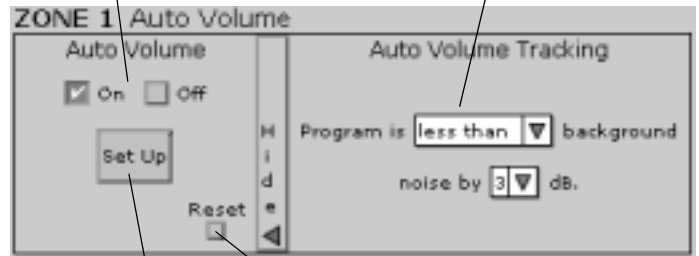 ZONE 1 Auto Volume
Auto Volume
On Off
Set Up
Reset
Hide
Auto Volume Tracking
Program is less than background
noise by 3 dB.